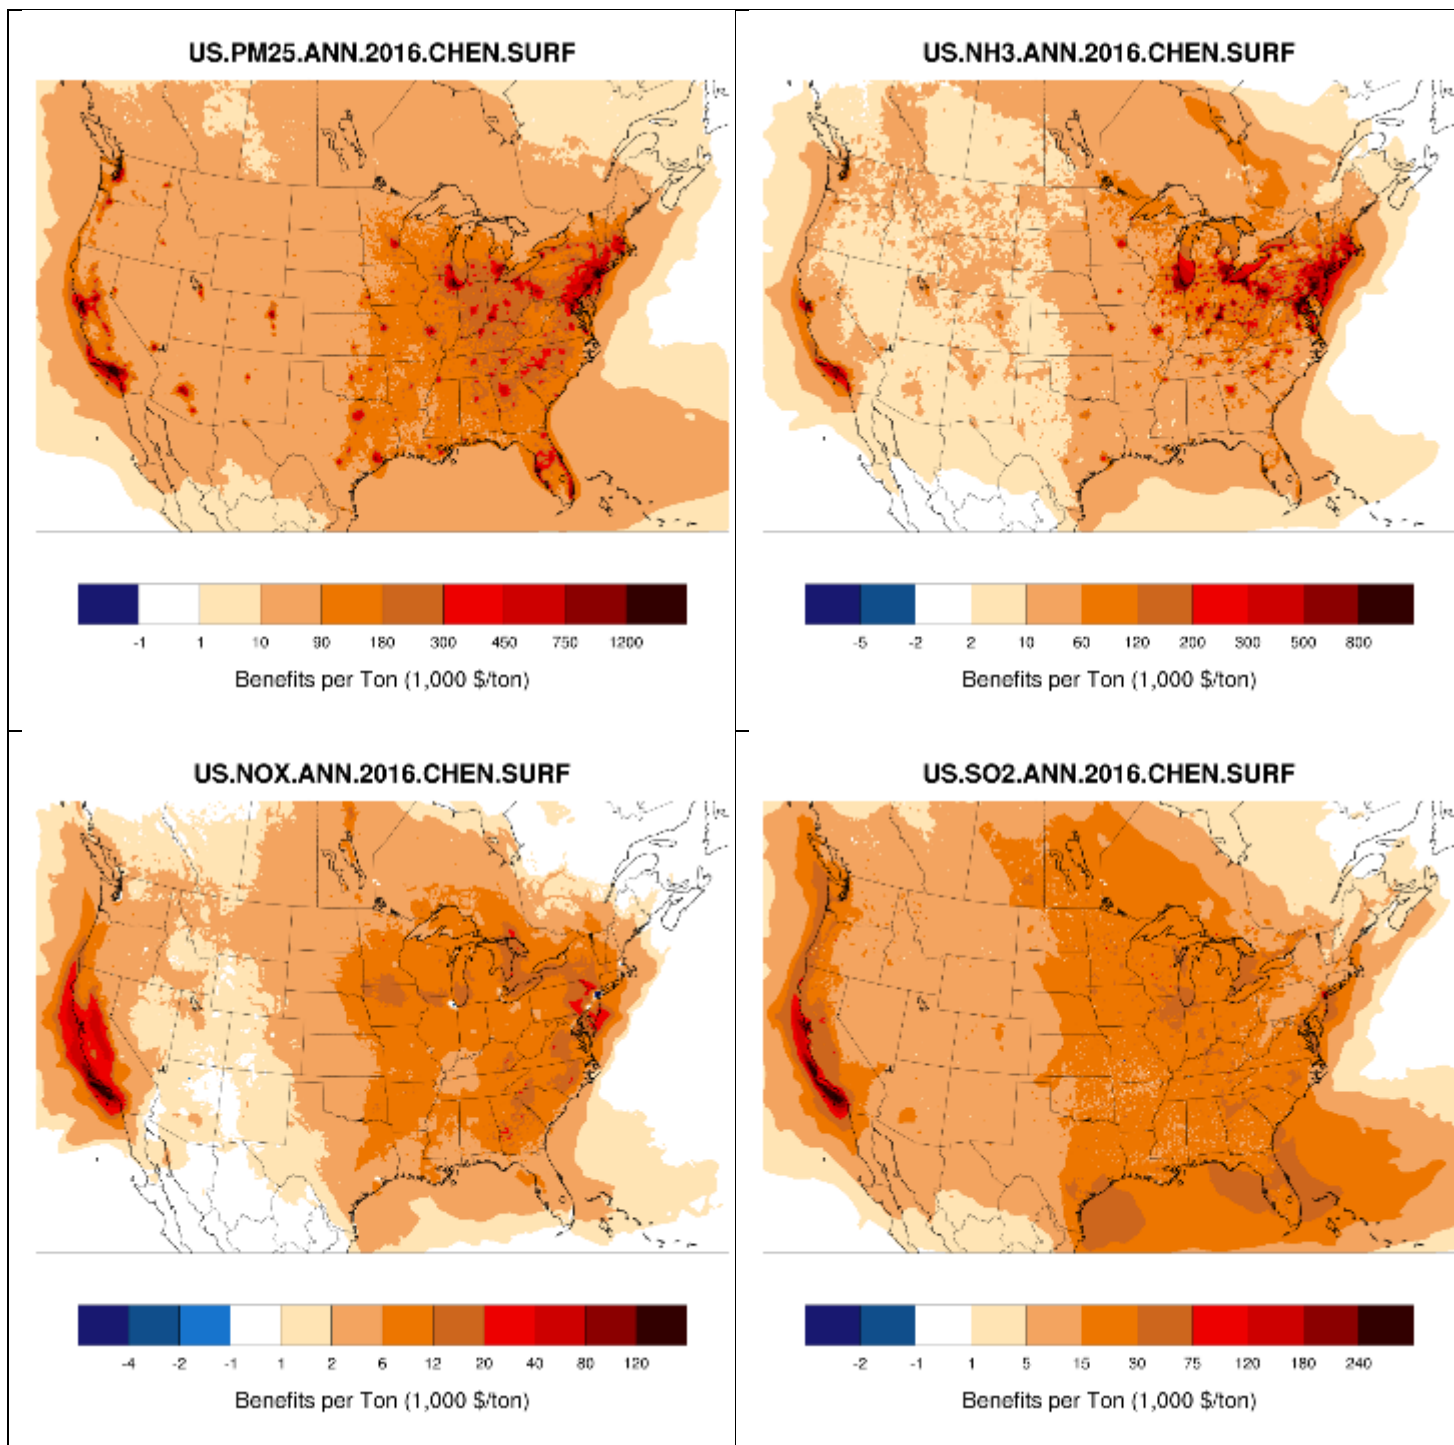 US.PM25.ANN.2016.CHEN.SURF
-1 1 10 90 180 300 450 750 1200
Benefits per Ton (1,000 $/ton)
US.NH3.ANN.2016.CHEN.SURF
-5 -2 2 10 60 120 200 300 500 800
Benefits per Ton (1,000 $/ton)
US.NOX.ANN.2016.CHEN.SURF
-4 -2 -1 1 2 6 12 20 40 80 120
Benefits per Ton (1,000 $/ton)
US.SO2.ANN.2016.CHEN.SURF
-2 -1 1 5 15 30 75 120 180 240
Benefits per Ton (1,000 $/ton)